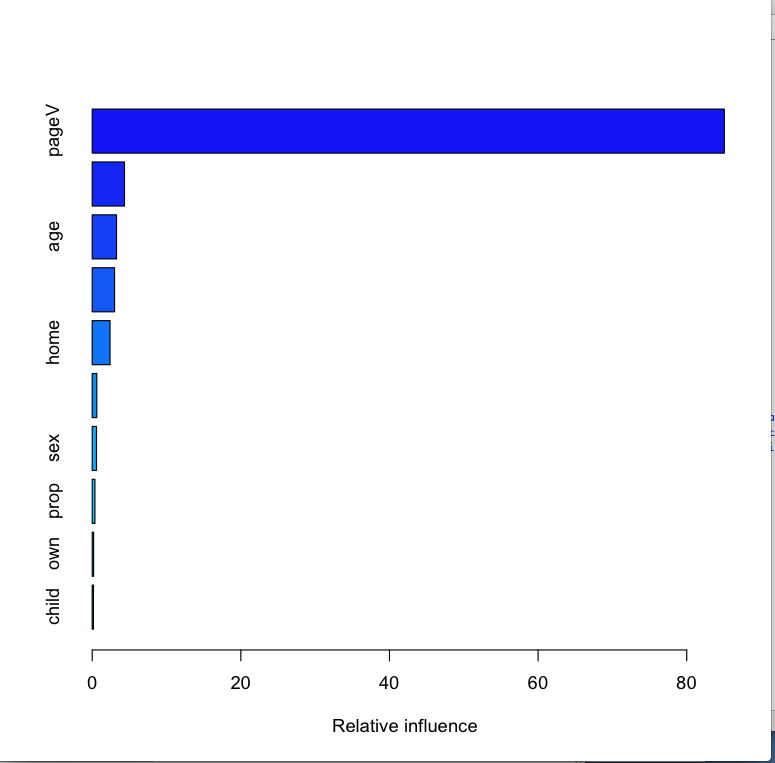 pageV
age
home
sex
prop
own
child
0 20 40 60 80
Relative influence